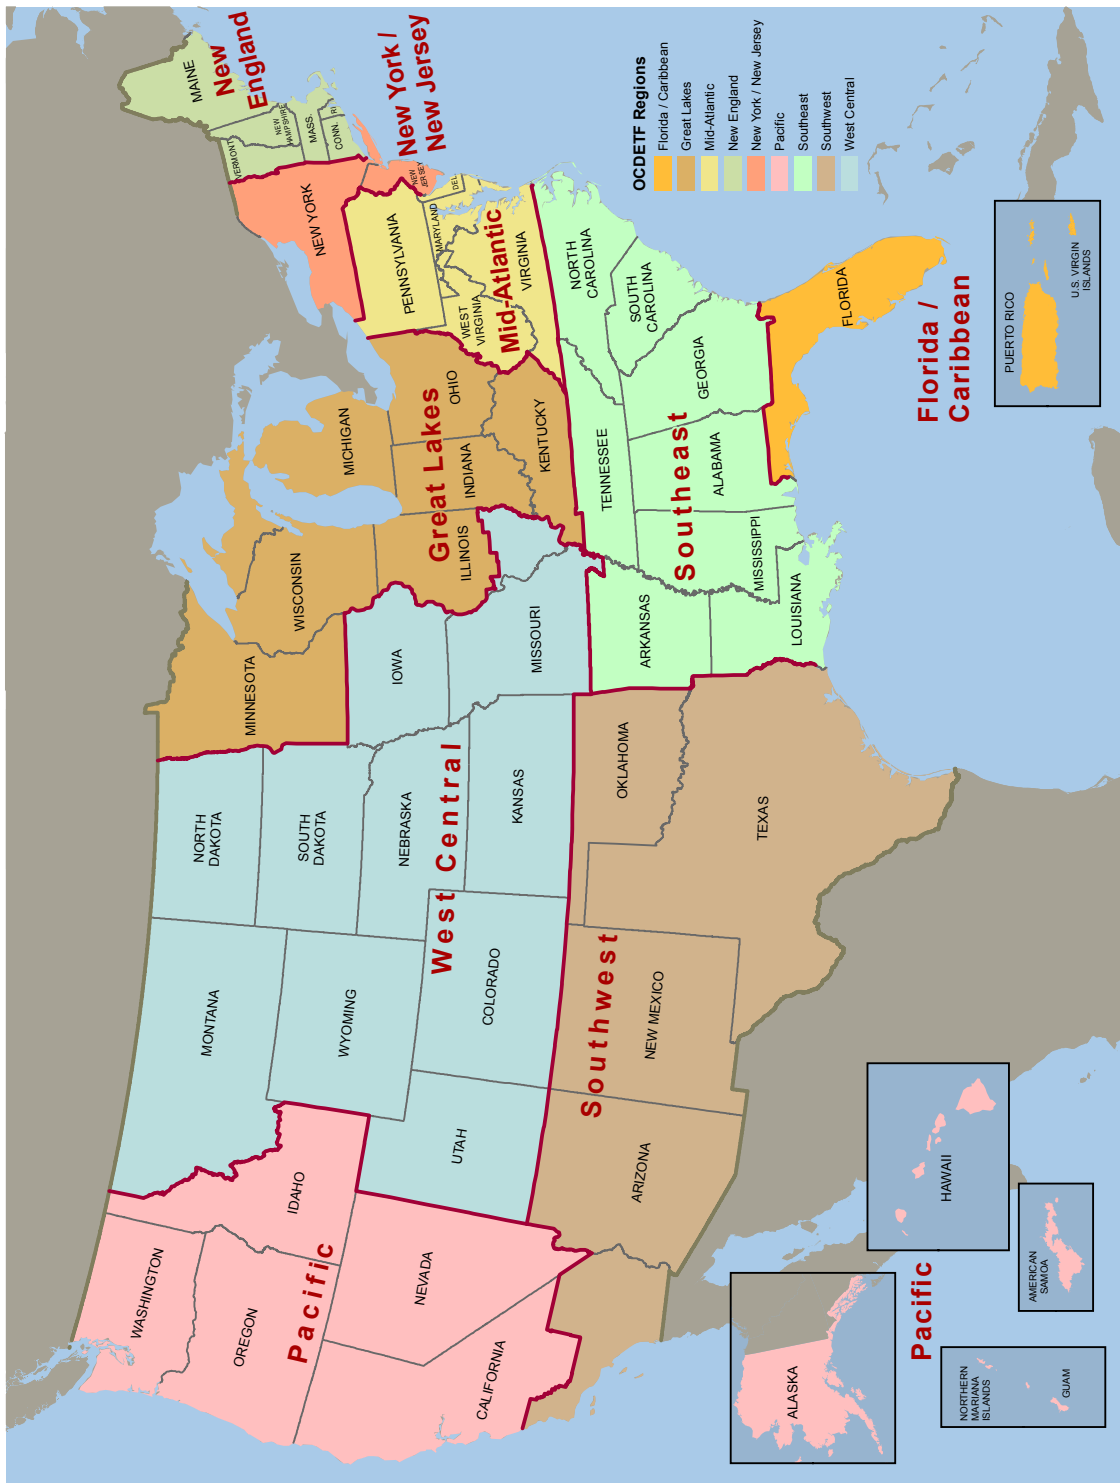 WASHINGTON
OREGON
CALIFORNIA
NEVADA
IDAHO
Pacific
MONTANA
WYOMING
UTAH
COLORADO
NORTH
DAKOTA
SOUTH
DAKOTA
NEBRASKA
KANSAS
IOWA
MISSOURI
West Central
ARIZONA
NEW MEXICO
OKLAHOMA
TEXAS
Southwest
MINNESOTA
WISCONSIN
MICHIGAN
ILLINOIS
INDIANA
OHIO
KENTUCKY
Great Lakes
ARKANSAS
LOUISIANA
MISSISSIPPI
TENNESSEE
ALABAMA
GEORGIA
NORTH
CAROLINA
SOUTH
CAROLINA
Southeast
PENNSYLVANIA
MARYLAND
DEL
WEST
VIRGINIA
VIRGINIA
Mid-Atlantic
NEW YORK
NEW
JERSEY
New York /
New Jersey
MAINE
VERMONT
NEW
HAMPSHIRE
MASS.
CONN.
RI
New
England
FLORIDA
Florida /
Caribbean
PUERTO RICO
U.S. VIRGIN
ISLANDS
ALASKA
HAWAII
AMERICAN
SAMOA
NORTHERN
MARIANA
ISLANDS
GUAM
Pacific
OCDETF Regions
Florida / Caribbean
Great Lakes
Mid-Atlantic
New England
New York / New Jersey
Pacific
Southeast
Southwest
West Central